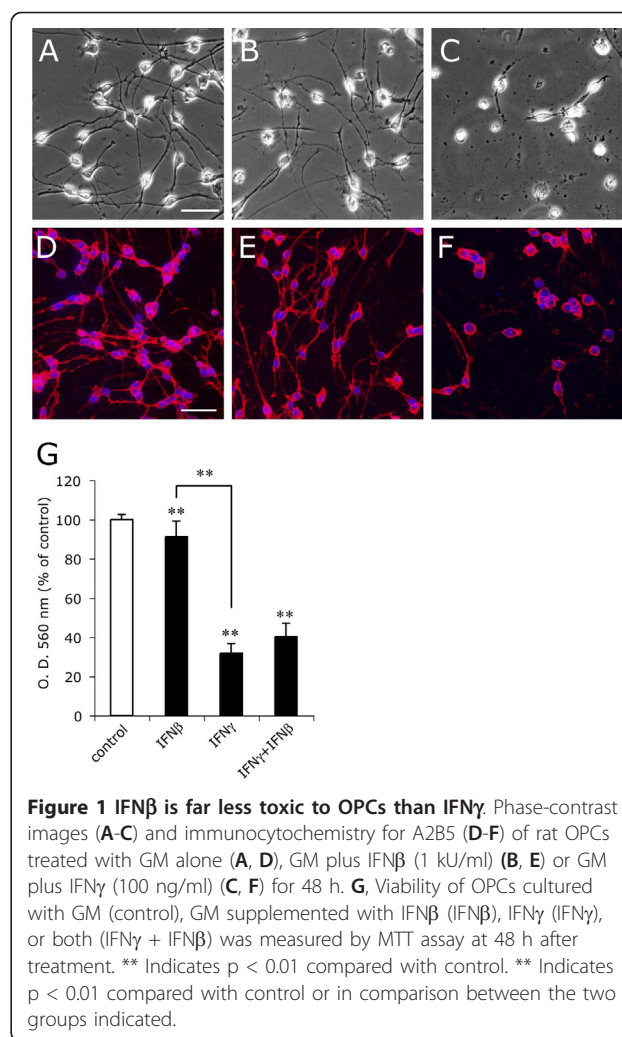 A
B
C
D
E
F
G
120
100
80
60
40
20
0
O. D. 560 nm (% of control)
**
**
**
**
control
IFNβ
IFNγ
IFNγ+IFNβ
Figure 1 IFNβ is far less toxic to OPCs than IFNγ. Phase-contrast
images (A-C) and immunocytochemistry for A2B5 (D-F) of rat OPCs
treated with GM alone (A, D), GM plus IFNβ (1 kU/ml) (B, E) or GM
plus IFNγ (100 ng/ml) (C, F) for 48 h. G, Viability of OPCs cultured
with GM (control), GM supplemented with IFNβ (IFNβ), IFNγ (IFNγ),
or both (IFNγ + IFNβ) was measured by MTT assay at 48 h after
treatment. ** Indicates p < 0.01 compared with control. ** Indicates
p < 0.01 compared with control or in comparison between the two
groups indicated.